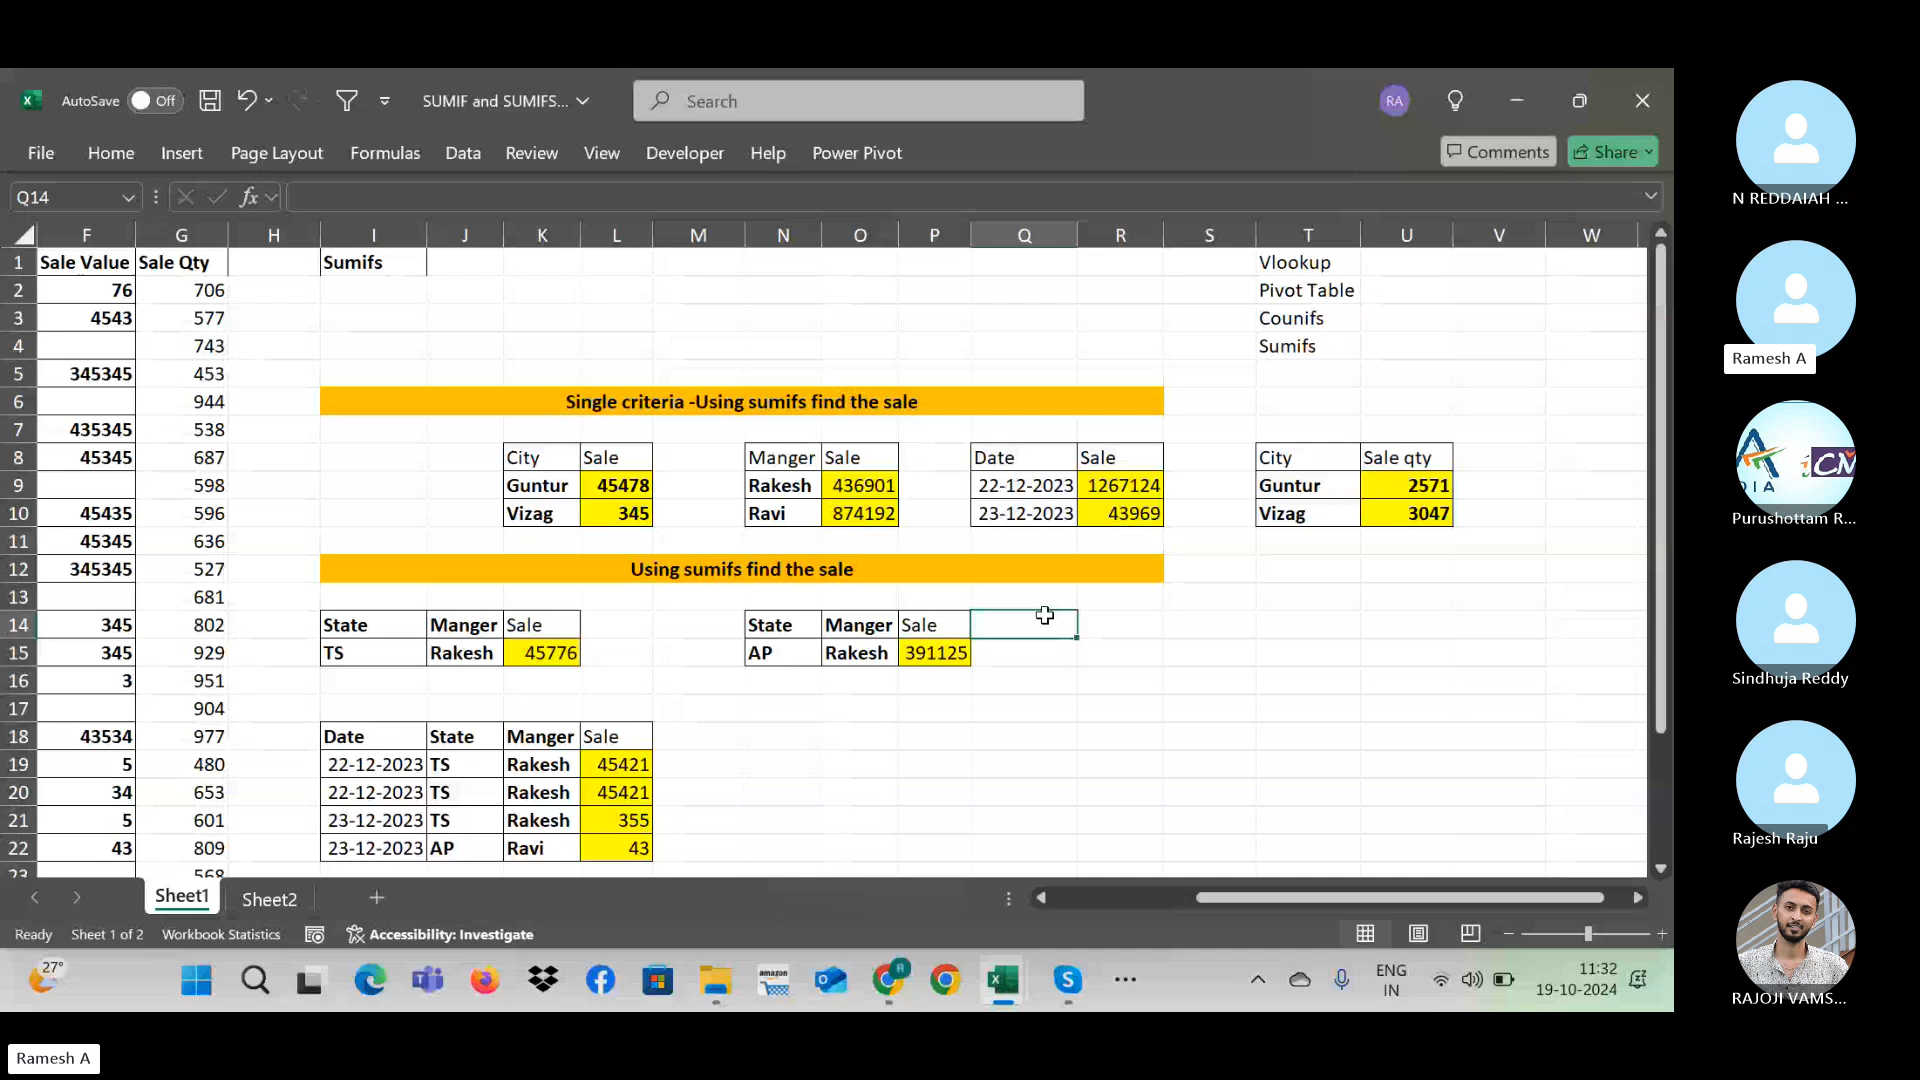 AutoSave Off SUMIF and SUMIFS... Search RA
File Home Insert Page Layout Formulas Data Review View Developer Help Power Pivot Comments Share
Q14 fx
F G H I J K L M N O P Q R S T U V W
1 Sale Value Sale Qty Sumifs Vlookup
2 76 706 Pivot Table
3 4543 577 Counifs
4 743 Sumifs
5 345345 453
6 944 Single criteria -Using sumifs find the sale
7 435345 538
8 45345 687 City Sale Manger Sale Date Sale City Sale qty
9 598 Guntur 45478 Rakesh 436901 22-12-2023 1267124 Guntur 2571
10 45435 596 Vizag 345 Ravi 874192 23-12-2023 43969 Vizag 3047
11 45345 636
12 345345 527 Using sumifs find the sale
13 681
14 345 802 State Manger Sale State Manger Sale
15 345 929 TS Rakesh 45776 AP Rakesh 391125
16 3 951
17 904
18 43534 977 Date State Manger Sale
19 5 480 22-12-2023 TS Rakesh 45421
20 34 653 22-12-2023 TS Rakesh 45421
21 5 601 23-12-2023 TS Rakesh 355
22 43 809 23-12-2023 AP Ravi 43
23 568
Sheet1 Sheet2
Ready Sheet 1 of 2 Workbook Statistics Accessibility: Investigate
27° amazon A ENG 11:32
IN 19-10-2024
Ramesh A
N REDDAIAH ...
Ramesh A
DIA iCM
Purushottam R...
Sindhuja Reddy
Rajesh Raju
RAJOJI VAMS...